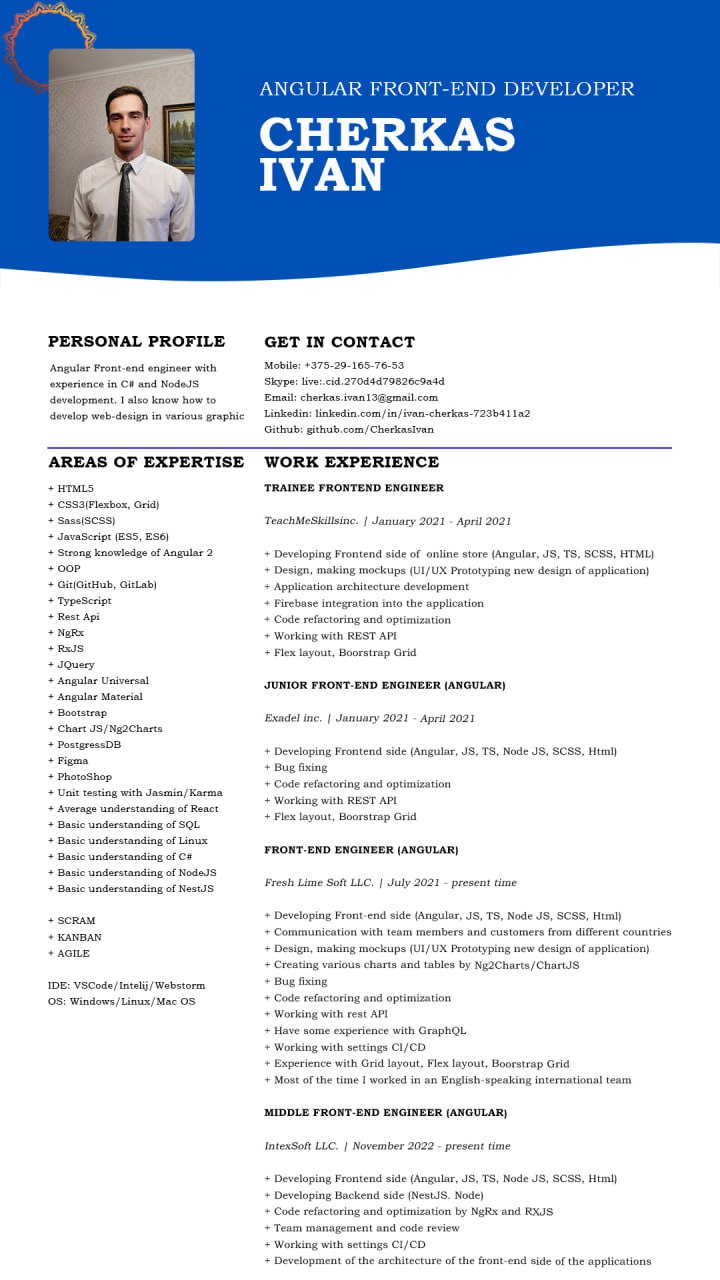 ANGULAR FRONT-END DEVELOPER
CHERKAS
IVAN
PERSONAL PROFILE
Angular Front-end engineer with
experience in C# and NodeJS
development. I also know how to
develop web-design in various graphic
GET IN CONTACT
Mobile: +375-29-165-76-53
Skype: live:.cid.270d4d79826c9a4d
Email: cherkas.ivan13@gmail.com
Linkedin: linkedin.com/in/ivan-cherkas-723b411a2
Github: github.com/CherkasIvan
AREAS OF EXPERTISE
+ HTML5
+ CSS3(Flexbox, Grid)
+ Sass(SCSS)
+ JavaScript (ES5, ES6)
+ Strong knowledge of Angular 2
+ OOP
+ Git(GitHub, GitLab)
+ TypeScript
+ Rest Api
+ NgRx
+ RxJS
+ JQuery
+ Angular Universal
+ Angular Material
+ Bootstrap
+ Chart JS/Ng2Charts
+ PostgressDB
+ Figma
+ PhotoShop
+ Unit testing with Jasmin/Karma
+ Average understanding of React
+ Basic understanding of SQL
+ Basic understanding of Linux
+ Basic understanding of C#
+ Basic understanding of NodeJS
+ Basic understanding of NestJS
+ SCRAM
+ KANBAN
+ AGILE
IDE: VSCode/Intelij/Webstorm
OS: Windows/Linux/Mac OS
WORK EXPERIENCE
TRAINEE FRONTEND ENGINEER
TeachMeSkillsinc. | January 2021 - April 2021
+ Developing Frontend side of online store (Angular, JS, TS, SCSS, HTML)
+ Design, making mockups (UI/UX Prototyping new design of application)
+ Application architecture development
+ Firebase integration into the application
+ Code refactoring and optimization
+ Working with REST API
+ Flex layout, Boorstrap Grid
JUNIOR FRONT-END ENGINEER (ANGULAR)
Exadel inc. | January 2021 - April 2021
+ Developing Frontend side (Angular, JS, TS, Node JS, SCSS, Html)
+ Bug fixing
+ Code refactoring and optimization
+ Working with REST API
+ Flex layout, Boorstrap Grid
FRONT-END ENGINEER (ANGULAR)
Fresh Lime Soft LLC. | July 2021 - present time
+ Developing Front-end side (Angular, JS, TS, Node JS, SCSS, Html)
+ Communication with team members and customers from different countries
+ Design, making mockups (UI/UX Prototyping new design of application)
+ Creating various charts and tables by Ng2Charts/ChartJS
+ Bug fixing
+ Code refactoring and optimization
+ Working with rest API
+ Have some experience with GraphQL
+ Working with settings CI/CD
+ Experience with Grid layout, Flex layout, Boorstrap Grid
+ Most of the time I worked in an English-speaking international team
MIDDLE FRONT-END ENGINEER (ANGULAR)
IntexSoft LLC. | November 2022 - present time
+ Developing Frontend side (Angular, JS, TS, Node JS, SCSS, Html)
+ Developing Backend side (NestJS. Node)
+ Code refactoring and optimization by NgRx and RXJS
+ Team management and code review
+ Working with settings CI/CD
+ Development of the architecture of the front-end side of the applications